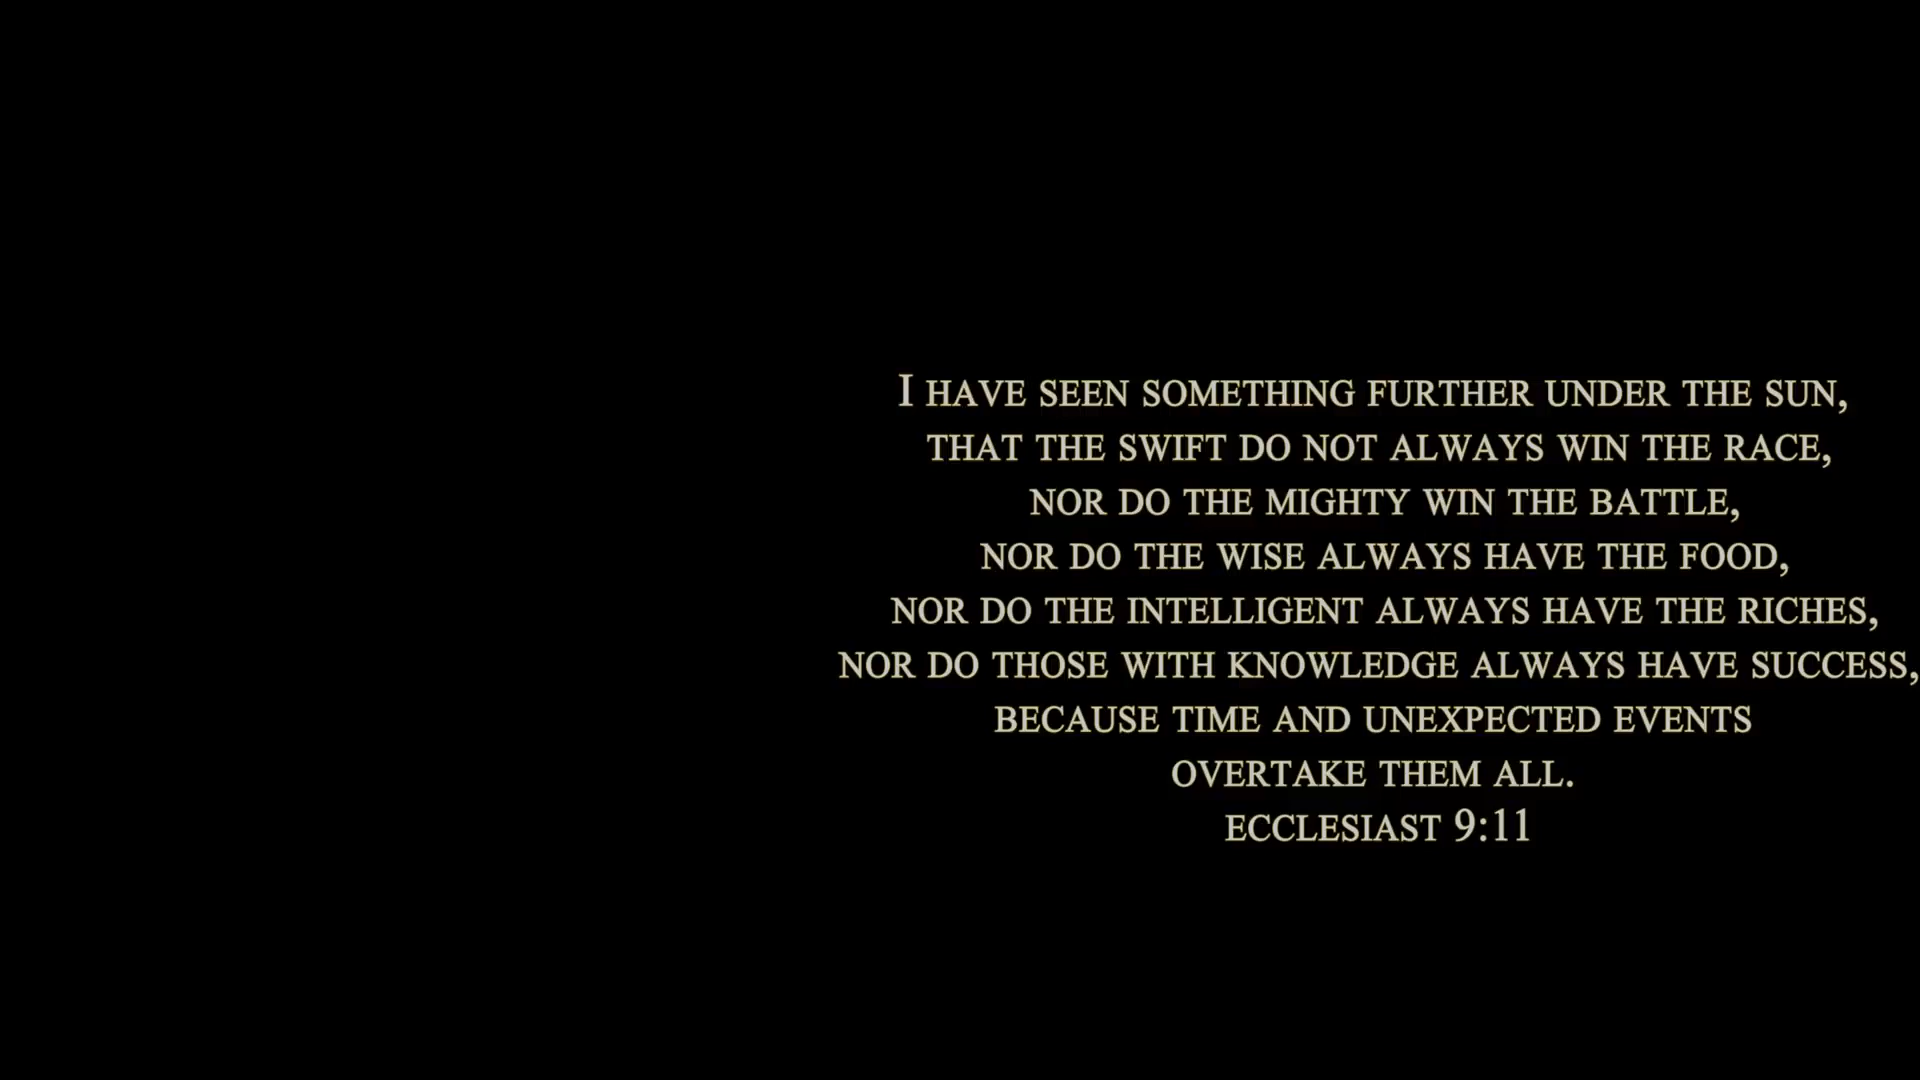 I HAVE SEEN SOMETHING FURTHER UNDER THE SUN,
THAT THE SWIFT DO NOT ALWAYS WIN THE RACE,
NOR DO THE MIGHTY WIN THE BATTLE,
NOR DO THE WISE ALWAYS HAVE THE FOOD,
NOR DO THE INTELLIGENT ALWAYS HAVE THE RICHES,
NOR DO THOSE WITH KNOWLEDGE ALWAYS HAVE SUCCESS,
BECAUSE TIME AND UNEXPECTED EVENTS
OVERTAKE THEM ALL.
ECCLESIAST 9:11